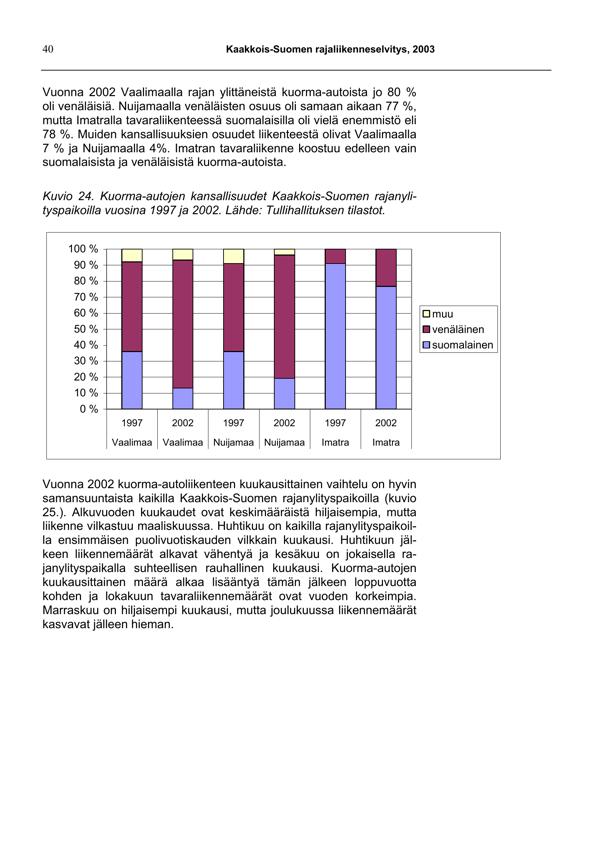 40
Kaakkois-Suomen rajaliikenneselvitys, 2003
Vuonna 2002 Vaalimaalla rajan ylittäneistä kuorma-autoista jo 80 %
oli venäläisiä. Nuijamaalla venäläisten osuus oli samaan aikaan 77 %,
mutta Imatralla tavaraliikenteessä suomalaisilla oli vielä enemmistö eli
78 %. Muiden kansallisuuksien osuudet liikenteestä olivat Vaalimaalla
7 % ja Nuijamaalla 4%. Imatran tavaraliikenne koostuu edelleen vain
suomalaisista ja venäläisistä kuorma-autoista.
Kuvio 24. Kuorma-autojen kansallisuudet Kaakkois-Suomen rajanyli-
tyspaikoilla vuosina 1997 ja 2002. Lähde: Tullihallituksen tilastot.
100 %
90 %
80 %
70 %
60 %
50 %
40 %
30 %
20 %
10 %
0 %
1997 2002 1997 2002 1997 2002
Vaalimaa Vaalimaa Nuijamaa Nuijamaa Imatra Imatra
muu
venäläinen
suomalainen
Vuonna 2002 kuorma-autoliikenteen kuukausittainen vaihtelu on hyvin
samansuuntaista kaikilla Kaakkois-Suomen rajanylityspaikoilla (kuvio
25.). Alkuvuoden kuukaudet ovat keskimääräistä hiljaisempia, mutta
liikenne vilkastuu maaliskuussa. Huhtikuu on kaikilla rajanylityspaikoil-
la ensimmäisen puolivuotiskauden vilkkain kuukausi. Huhtikuun jäl-
keen liikennemäärät alkavat vähentyä ja kesäkuu on jokaisella ra-
janylityspaikalla suhteellisen rauhallinen kuukausi. Kuorma-autojen
kuukausittainen määrä alkaa lisääntyä tämän jälkeen loppuvuotta
kohden ja lokakuun tavaraliikennemäärät ovat vuoden korkeimpia.
Marraskuu on hiljaisempi kuukausi, mutta joulukuussa liikennemäärät
kasvavat jälleen hieman.